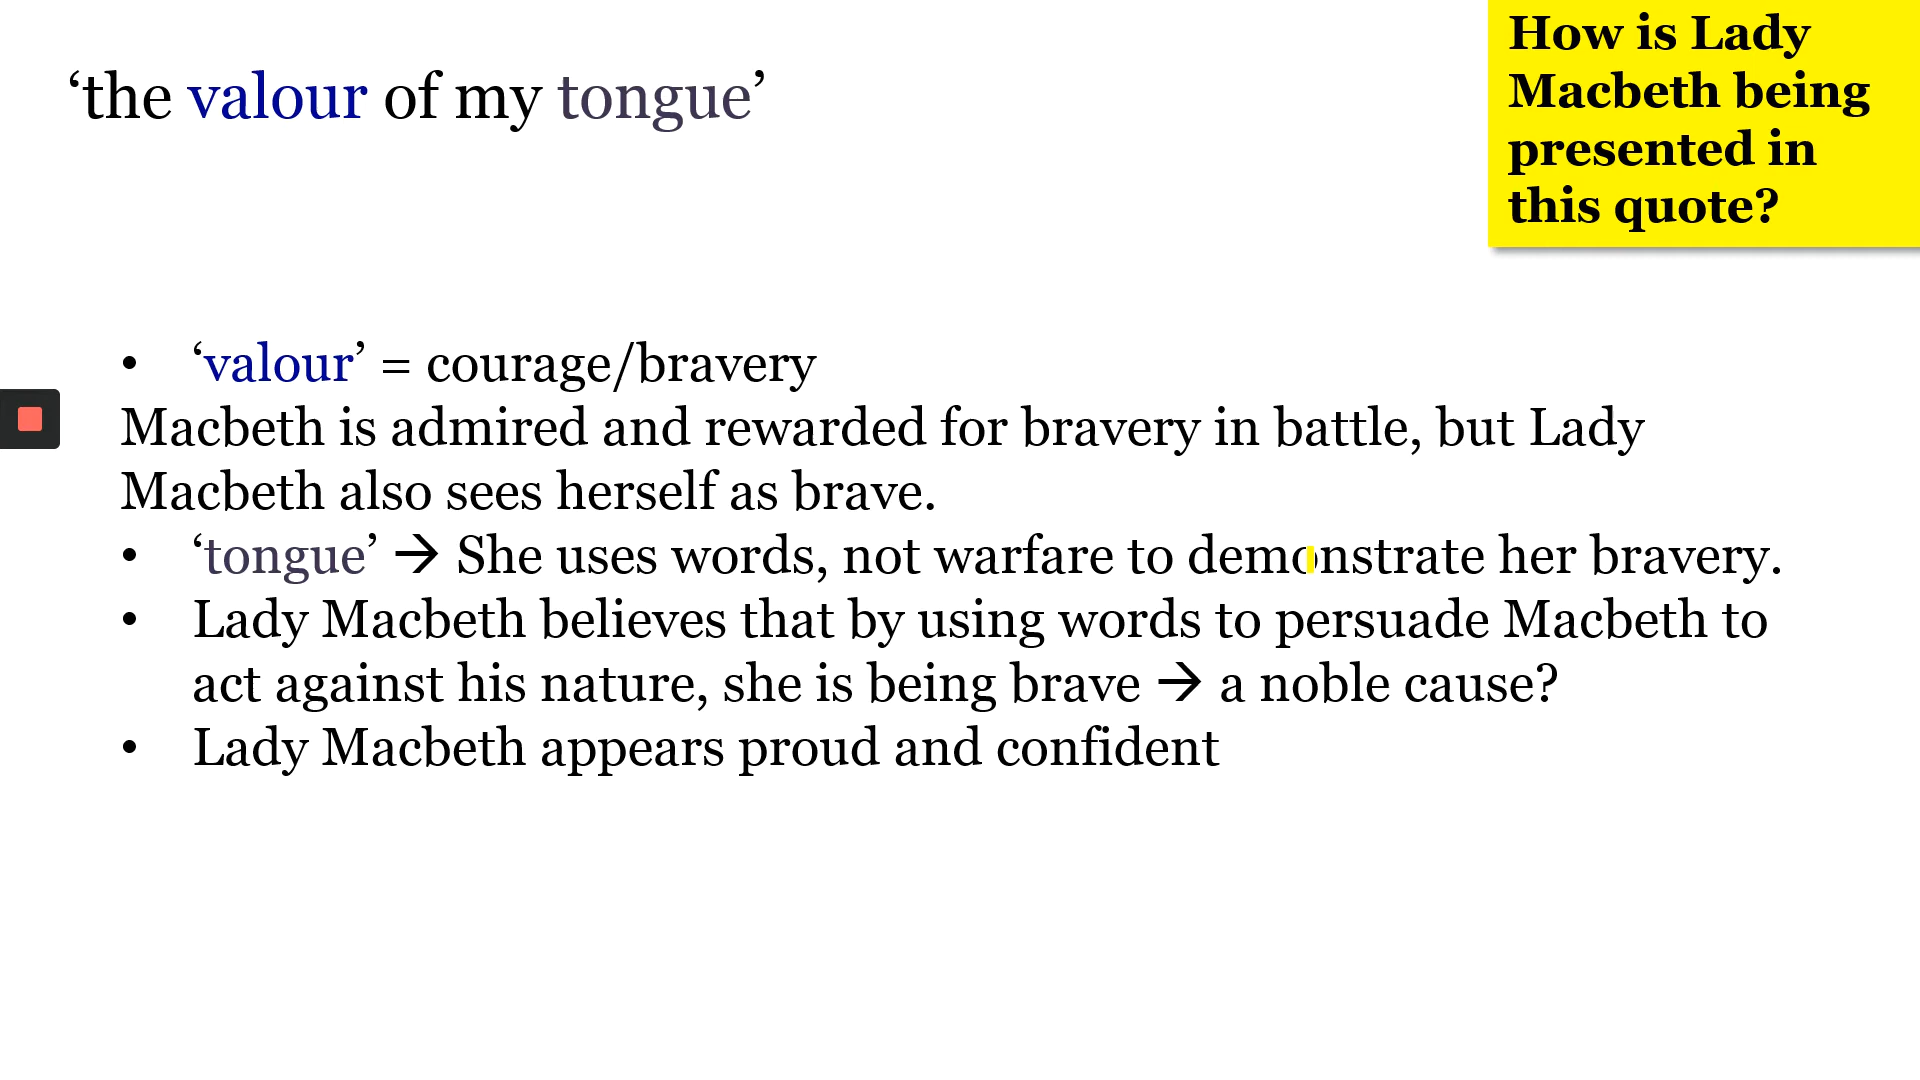 ‘the valour of my tongue’
How is Lady
Macbeth being
presented in
this quote?
• ‘valour’ = courage/bravery
Macbeth is admired and rewarded for bravery in battle, but Lady
Macbeth also sees herself as brave.
• ‘tongue’ → She uses words, not warfare to demonstrate her bravery.
• Lady Macbeth believes that by using words to persuade Macbeth to
act against his nature, she is being brave → a noble cause?
• Lady Macbeth appears proud and confident